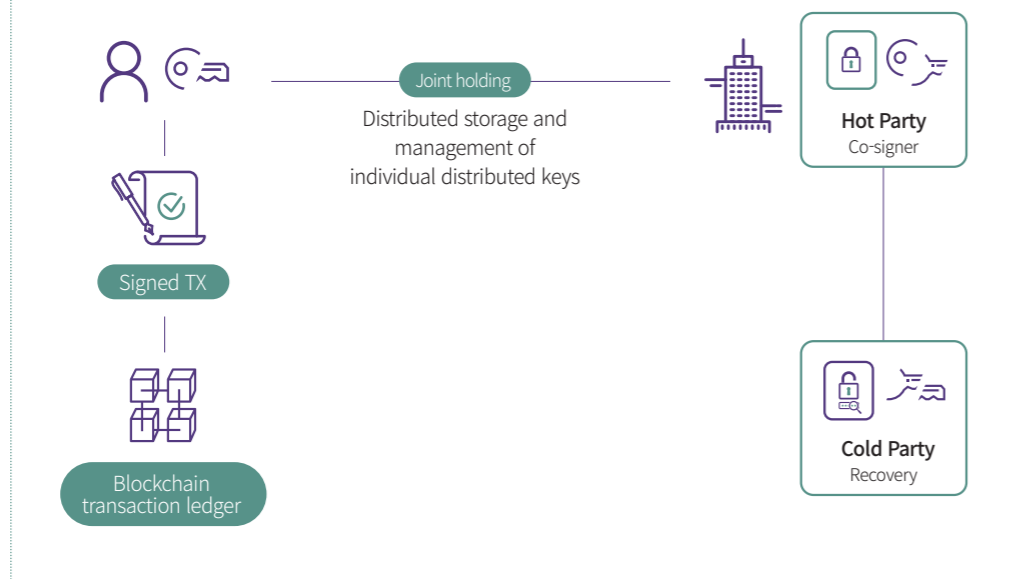 Joint holding
Distributed storage and
management of
individual distributed keys
Hot Party
Co-signer
Signed TX
Cold Party
Recovery
Blockchain
transaction ledger